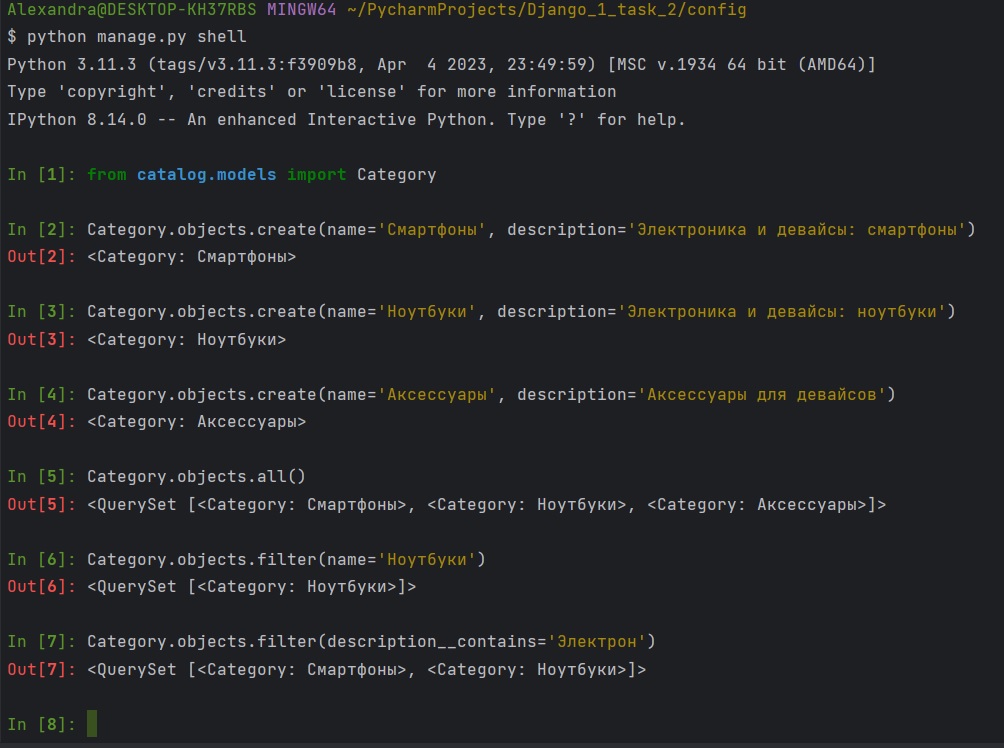 Alexandra@DESKTOP-KH37RBS MINGW64 ~/PycharmProjects/Django_1_task_2/config
$ python manage.py shell
Python 3.11.3 (tags/v3.11.3:f3909b8, Apr  4 2023, 23:49:59) [MSC v.1934 64 bit (AMD64)]
Type 'copyright', 'credits' or 'license' for more information
IPython 8.14.0 -- An enhanced Interactive Python. Type '?' for help.
In [1]: from catalog.models import Category
In [2]: Category.objects.create(name='Смартфоны', description='Электроника и девайсы: смартфоны')
Out[2]: <Category: Смартфоны>
In [3]: Category.objects.create(name='Ноутбуки', description='Электроника и девайсы: ноутбуки')
Out[3]: <Category: Ноутбуки>
In [4]: Category.objects.create(name='Аксессуары', description='Аксессуары для девайсов')
Out[4]: <Category: Аксессуары>
In [5]: Category.objects.all()
Out[5]: <QuerySet [<Category: Смартфоны>, <Category: Ноутбуки>, <Category: Аксессуары>]>
In [6]: Category.objects.filter(name='Ноутбуки')
Out[6]: <QuerySet [<Category: Ноутбуки>]>
In [7]: Category.objects.filter(description__contains='Электрон')
Out[7]: <QuerySet [<Category: Смартфоны>, <Category: Ноутбуки>]>
In [8]: